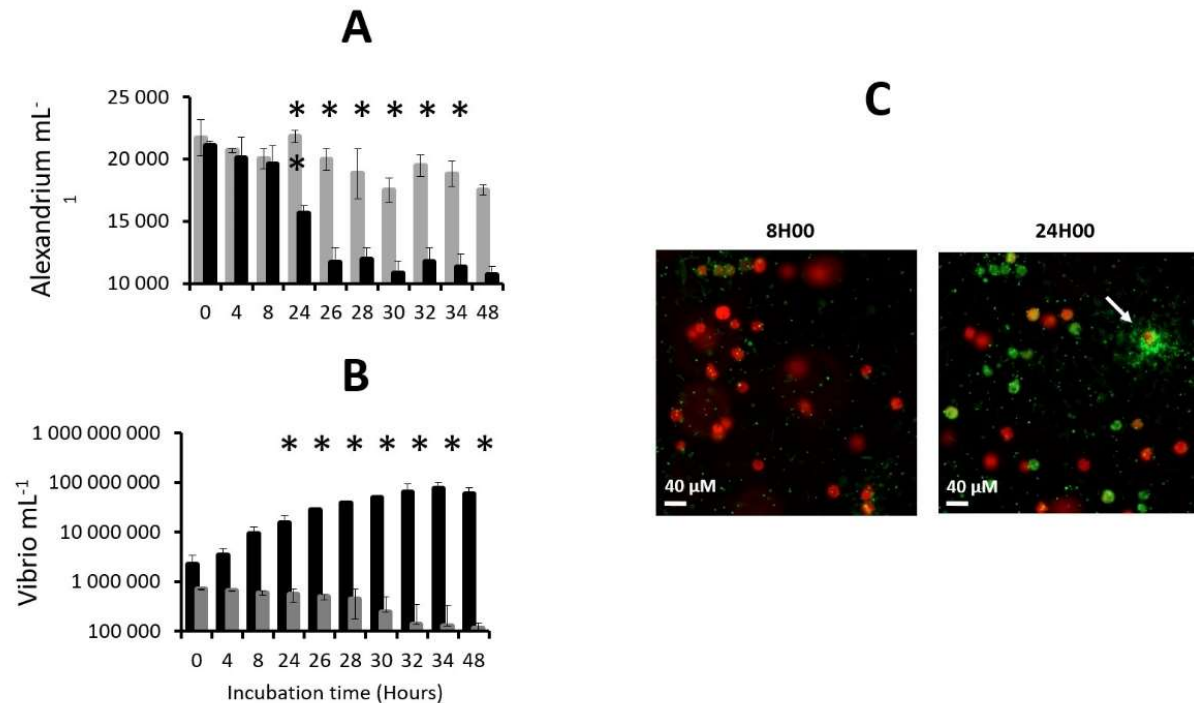 A
25 000
20 000
15 000
10 000
Alexandrium mL-
1
* * * * * *
*
0 4 8 24 26 28 30 32 34 48
B
1 000 000 000
100 000 000
10 000 000
1 000 000
100 000
Vibrio mL-1
* * * * * * *
0 4 8 24 26 28 30 32 34 48
Incubation time (Hours)
C
8H00
24H00
40 µM
40 µM